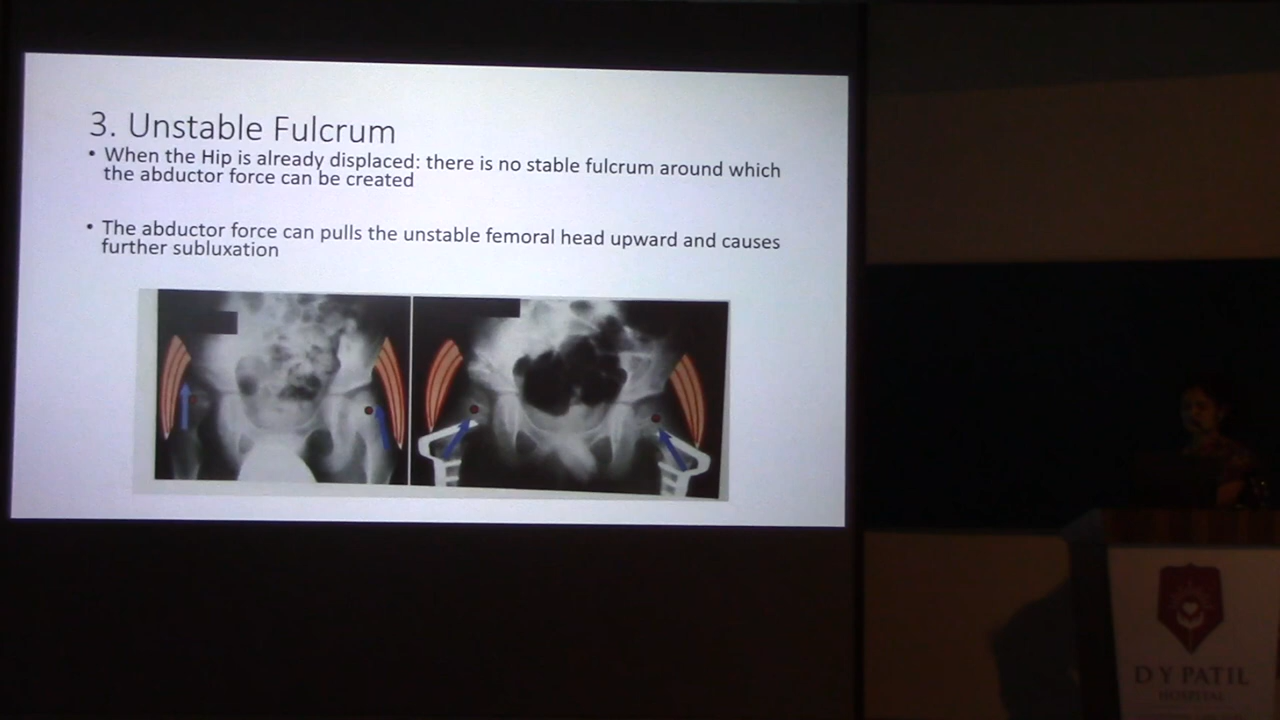 3. Unstable Fulcrum
• When the Hip is already displaced: there is no stable fulcrum around which
the abductor force can be created
• The abductor force can pulls the unstable femoral head upward and causes
further subluxation
D Y PATIL
HOSPITAL